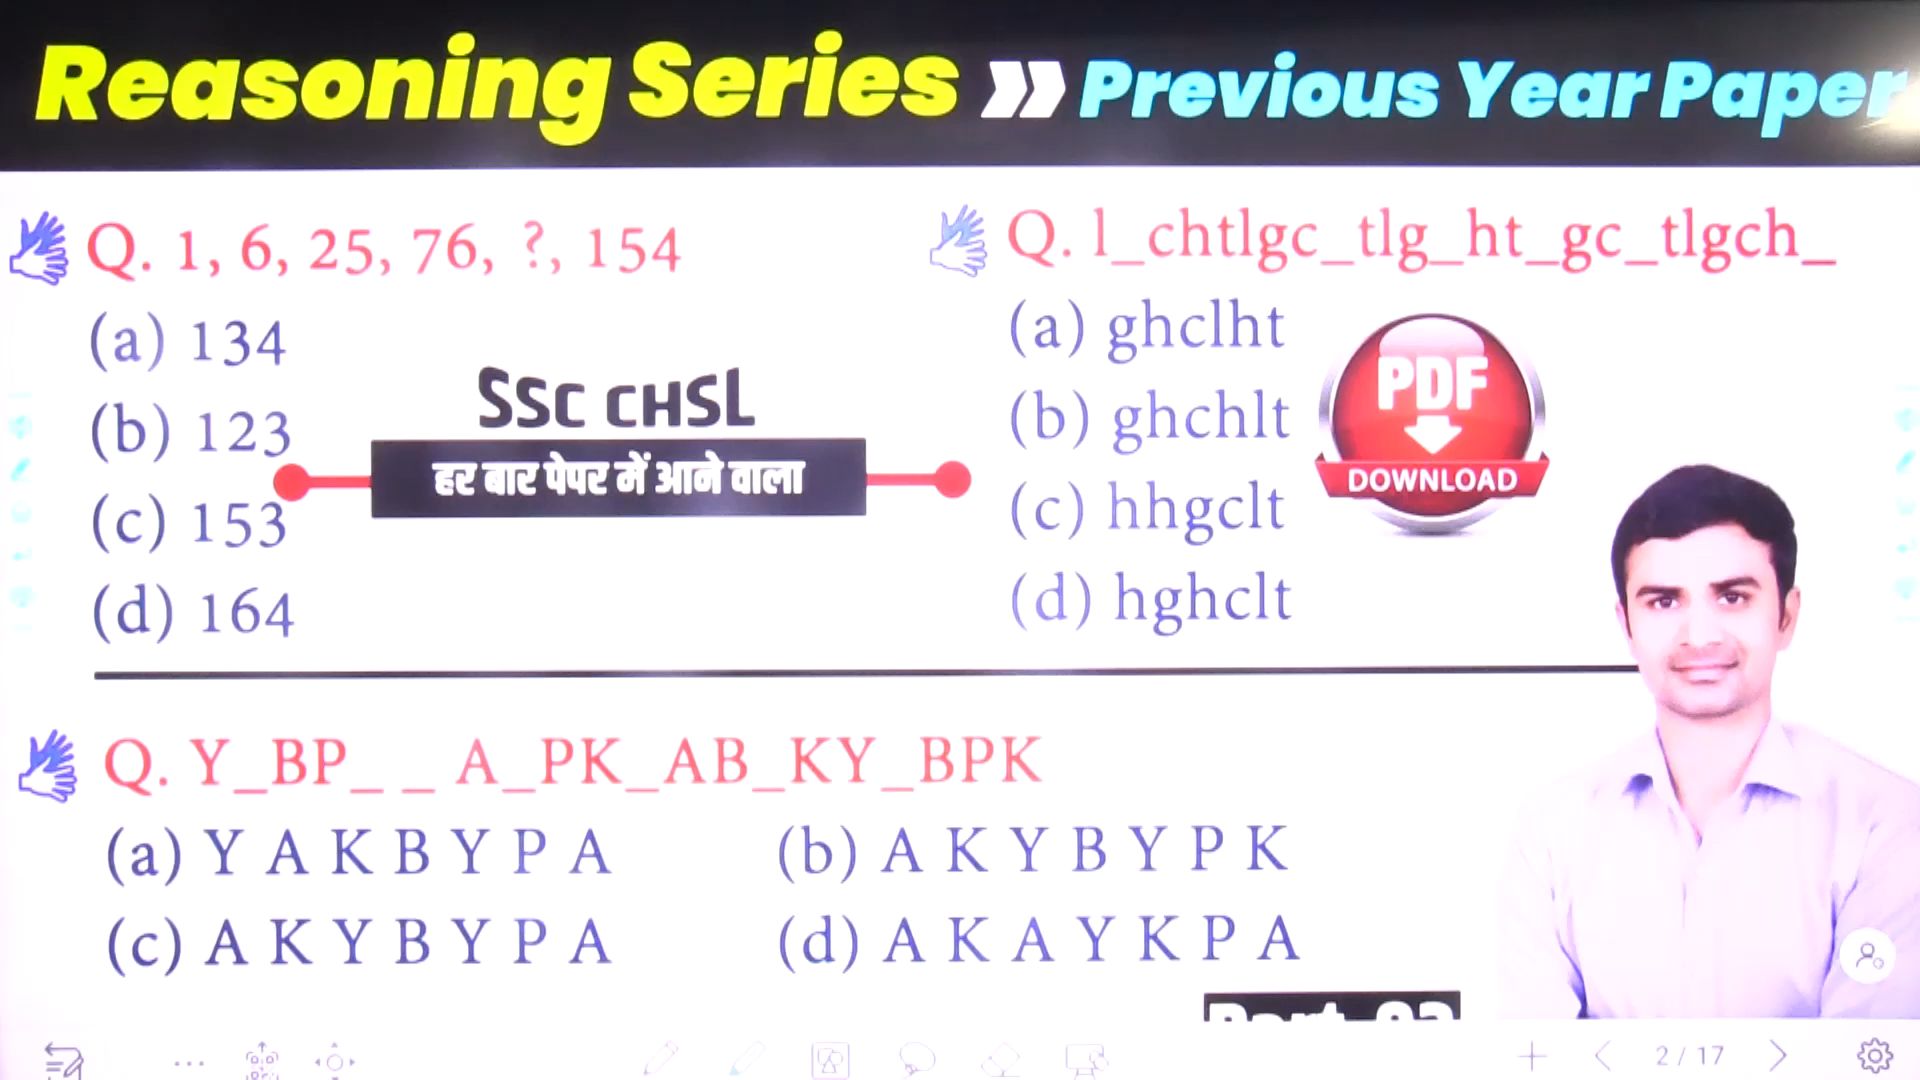 Reasoning Series Previous Year Paper
Q. 1, 6, 25, 76, ?, 154
(a) 134
(b) 123
(c) 153
(d) 164
SSC CHSL
हर बार पेपर में आने वाला
Q. l_chtlgc_tlg_ht_gc_tlgch_
(a) ghclht
(b) ghchlt
(c) hhgclt
(d) hghclt
PDF
DOWNLOAD
Q. Y_BP_ _ A_PK_AB_KY_BPK
(a) Y A K B Y P A
(b) A K Y B Y P K
(c) A K Y B Y P A
(d) A K A Y K P A
2 / 17